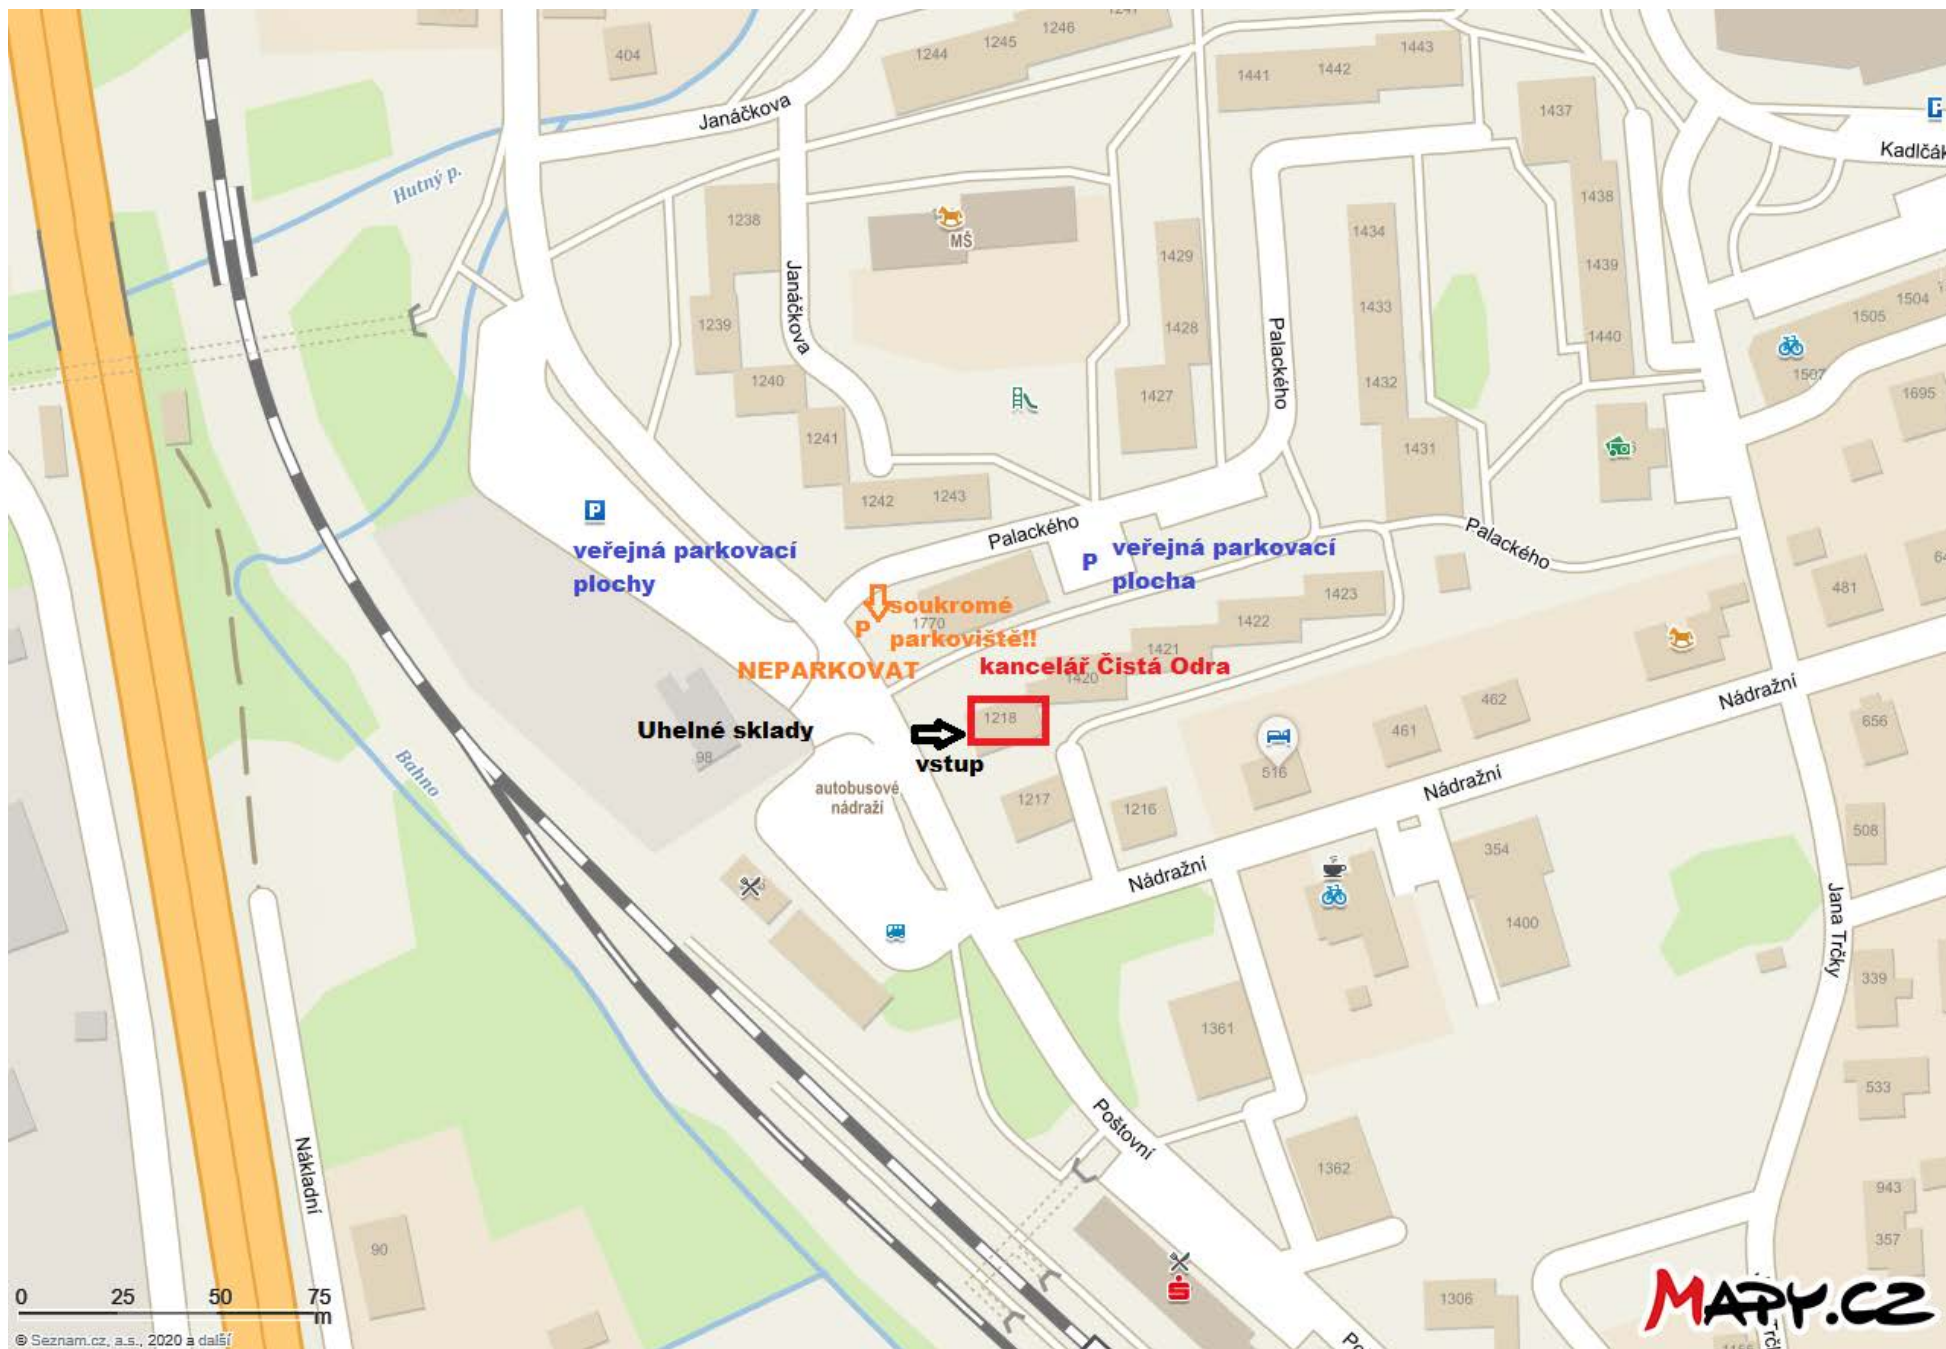 1247
1246
1245
1244
404
1443
1442
1441
1437
Janáčkova
Kadlčák
Hutný p.
1238
MŠ
1438
1434
1429
1439
Janáčkova
1239
1428
1433
1504
1505
1440
Palackého
1240
1427
1432
1507
1695
1241
1431
1242
1243
P
veřejná parkovací
plochy
Palackého
P
veřejná parkovací
plocha
Palackého
481
64
1423
soukromé
P
parkoviště!!
1770
1422
1421
NEPARKOVAT
kancelář Čistá Odra
1420
Nádražní
462
461
656
1218
Uhelné sklady
vstup
98
Bahno
autobusové
nádraží
516
Nádražní
1217
1216
508
354
Nádražní
1400
Jana Trčky
339
1361
533
Poštovní
1362
Nákladní
943
357
90
1306
0 25 50 75
m
© Seznam.cz, a.s., 2020 a další
MAPY.CZ